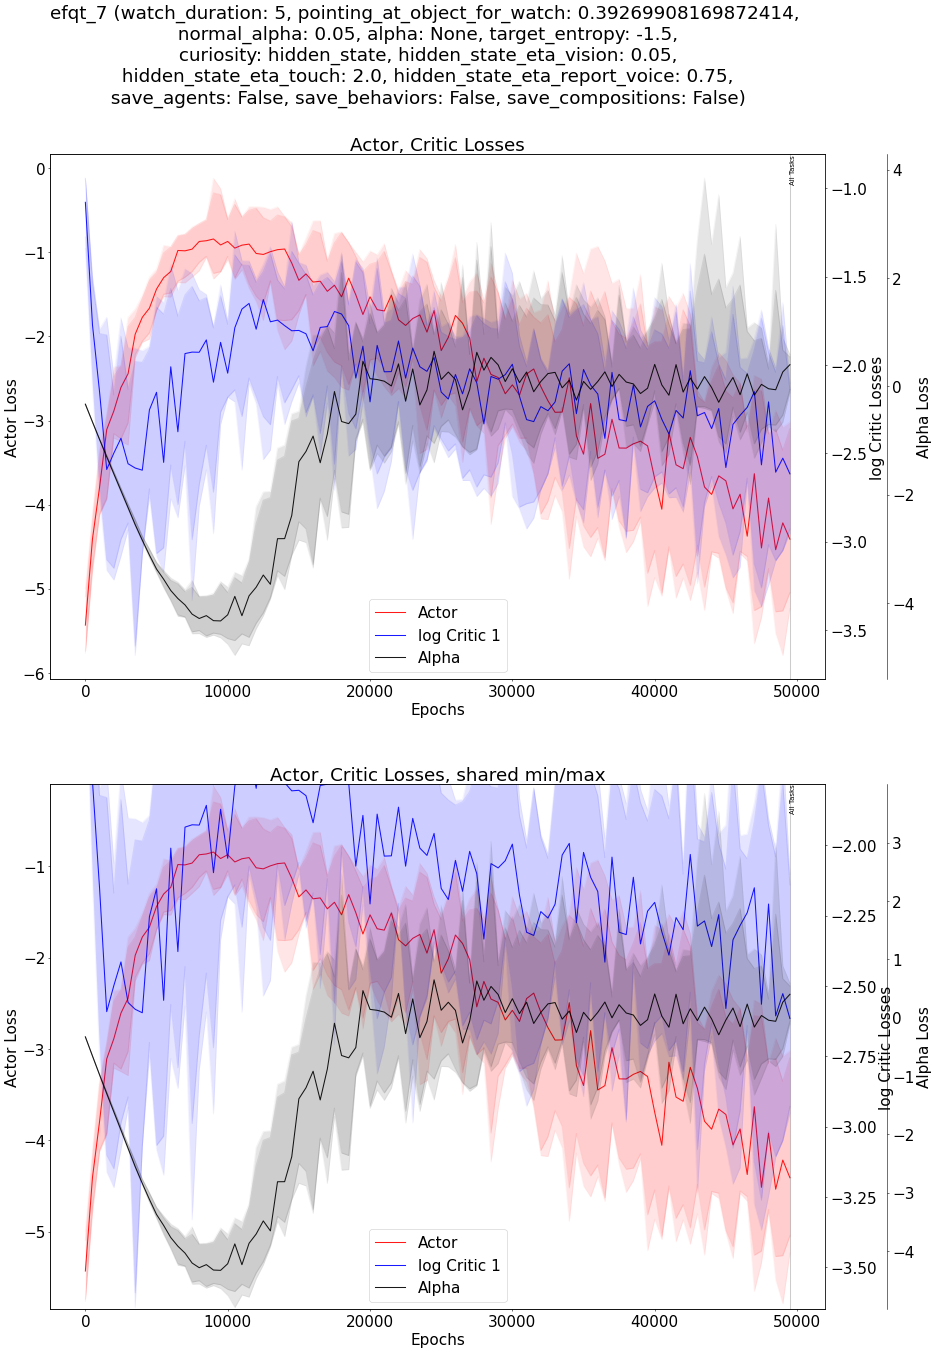 efqt_7 (watch_duration: 5, pointing_at_object_for_watch: 0.39269908169872414,
normal_alpha: 0.05, alpha: None, target_entropy: -1.5,
curiosity: hidden_state, hidden_state_eta_vision: 0.05,
hidden_state_eta_touch: 2.0, hidden_state_eta_report_voice: 0.75,
save_agents: False, save_behaviors: False, save_compositions: False)
Actor, Critic Losses
All Tasks
0
−1
−2
−3
−4
−5
−6
Actor Loss
−1.0
−1.5
−2.0
−2.5
−3.0
−3.5
log Critic Losses
4
2
0
−2
−4
Alpha Loss
Actor
log Critic 1
Alpha
0
10000
20000
30000
40000
50000
Epochs
Actor, Critic Losses, shared min/max
All Tasks
−1
−2
−3
−4
−5
Actor Loss
−2.00
−2.25
−2.50
−2.75
−3.00
−3.25
−3.50
log Critic Losses
3
2
1
0
−1
−2
−3
−4
Alpha Loss
Actor
log Critic 1
Alpha
0
10000
20000
30000
40000
50000
Epochs